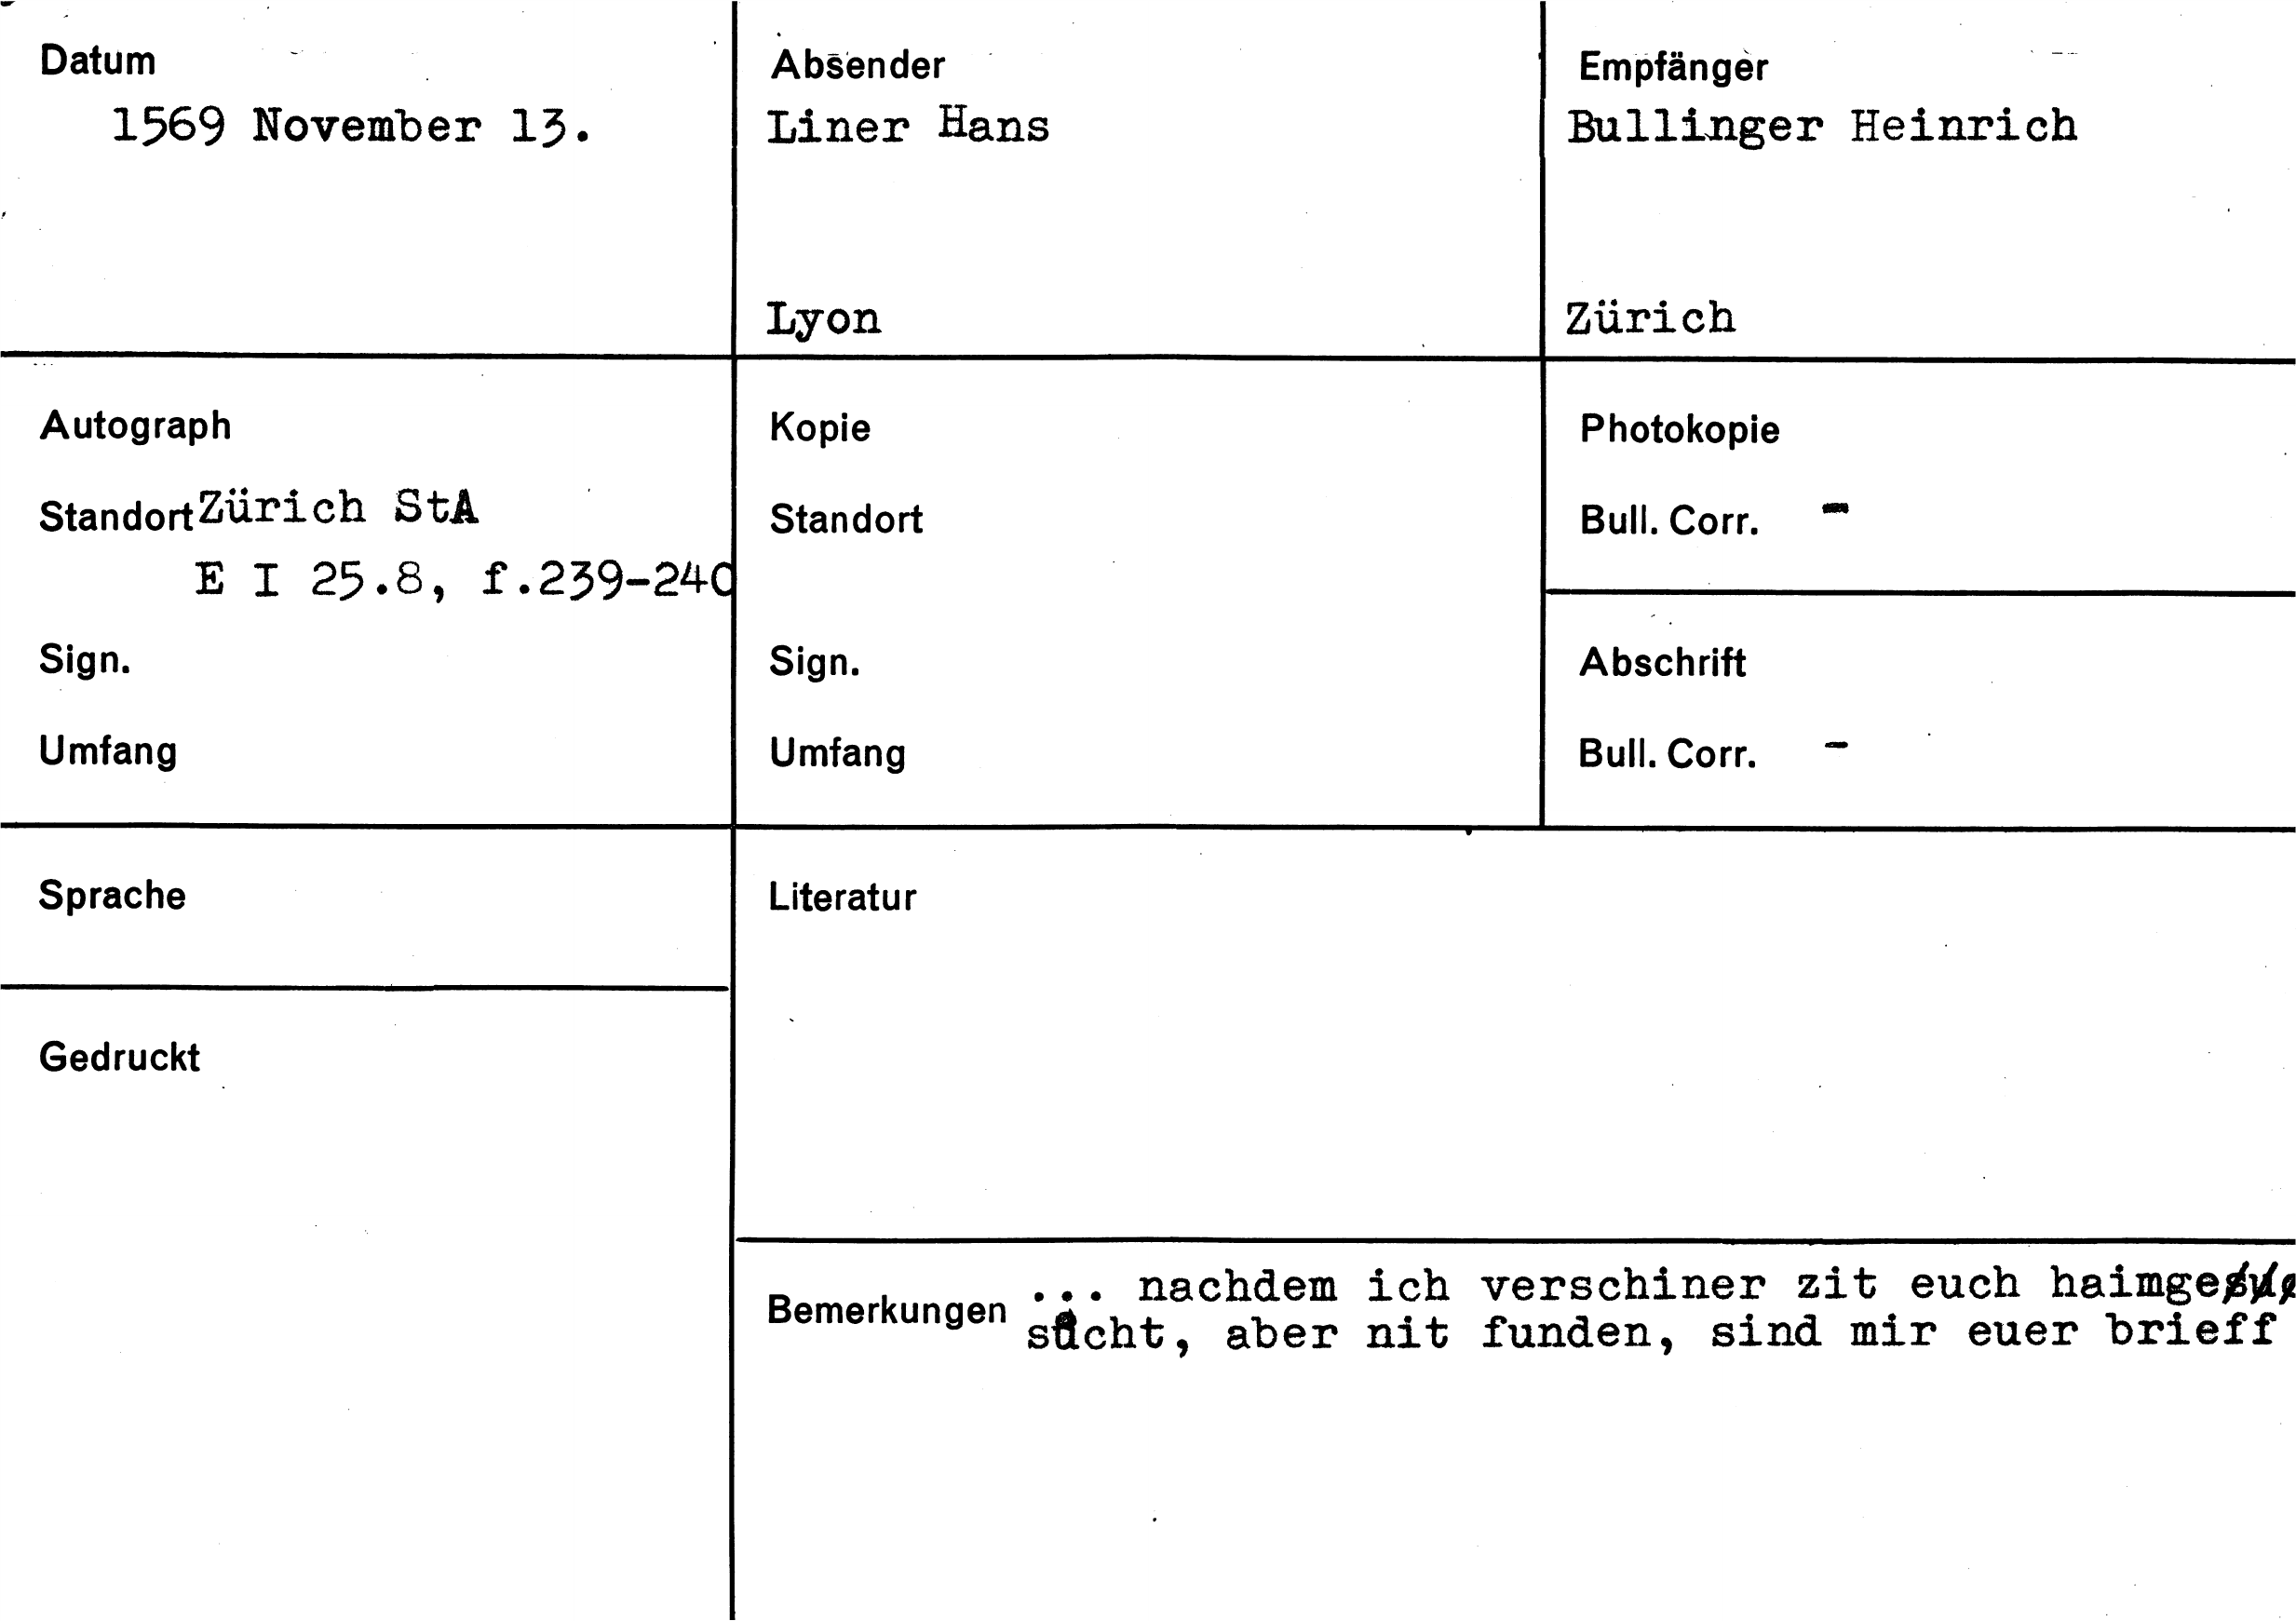 Datum
1569 November 13.
Absender
Liner Hans
Lyon
Empfänger
Bullinger Heinrich
Zürich
Autograph
Standort Zürich StA
E I 25.8, f.239-240
Sign.
Umfang
Kopie
Standort
Sign.
Umfang
Photokopie
Bull. Corr. -
Abschrift
Bull. Corr. -
Sprache
Gedruckt
Literatur
Bemerkungen
... nachdem ich verschiner zit euch haimge
sucht, aber nit funden, sind mir euer brieff